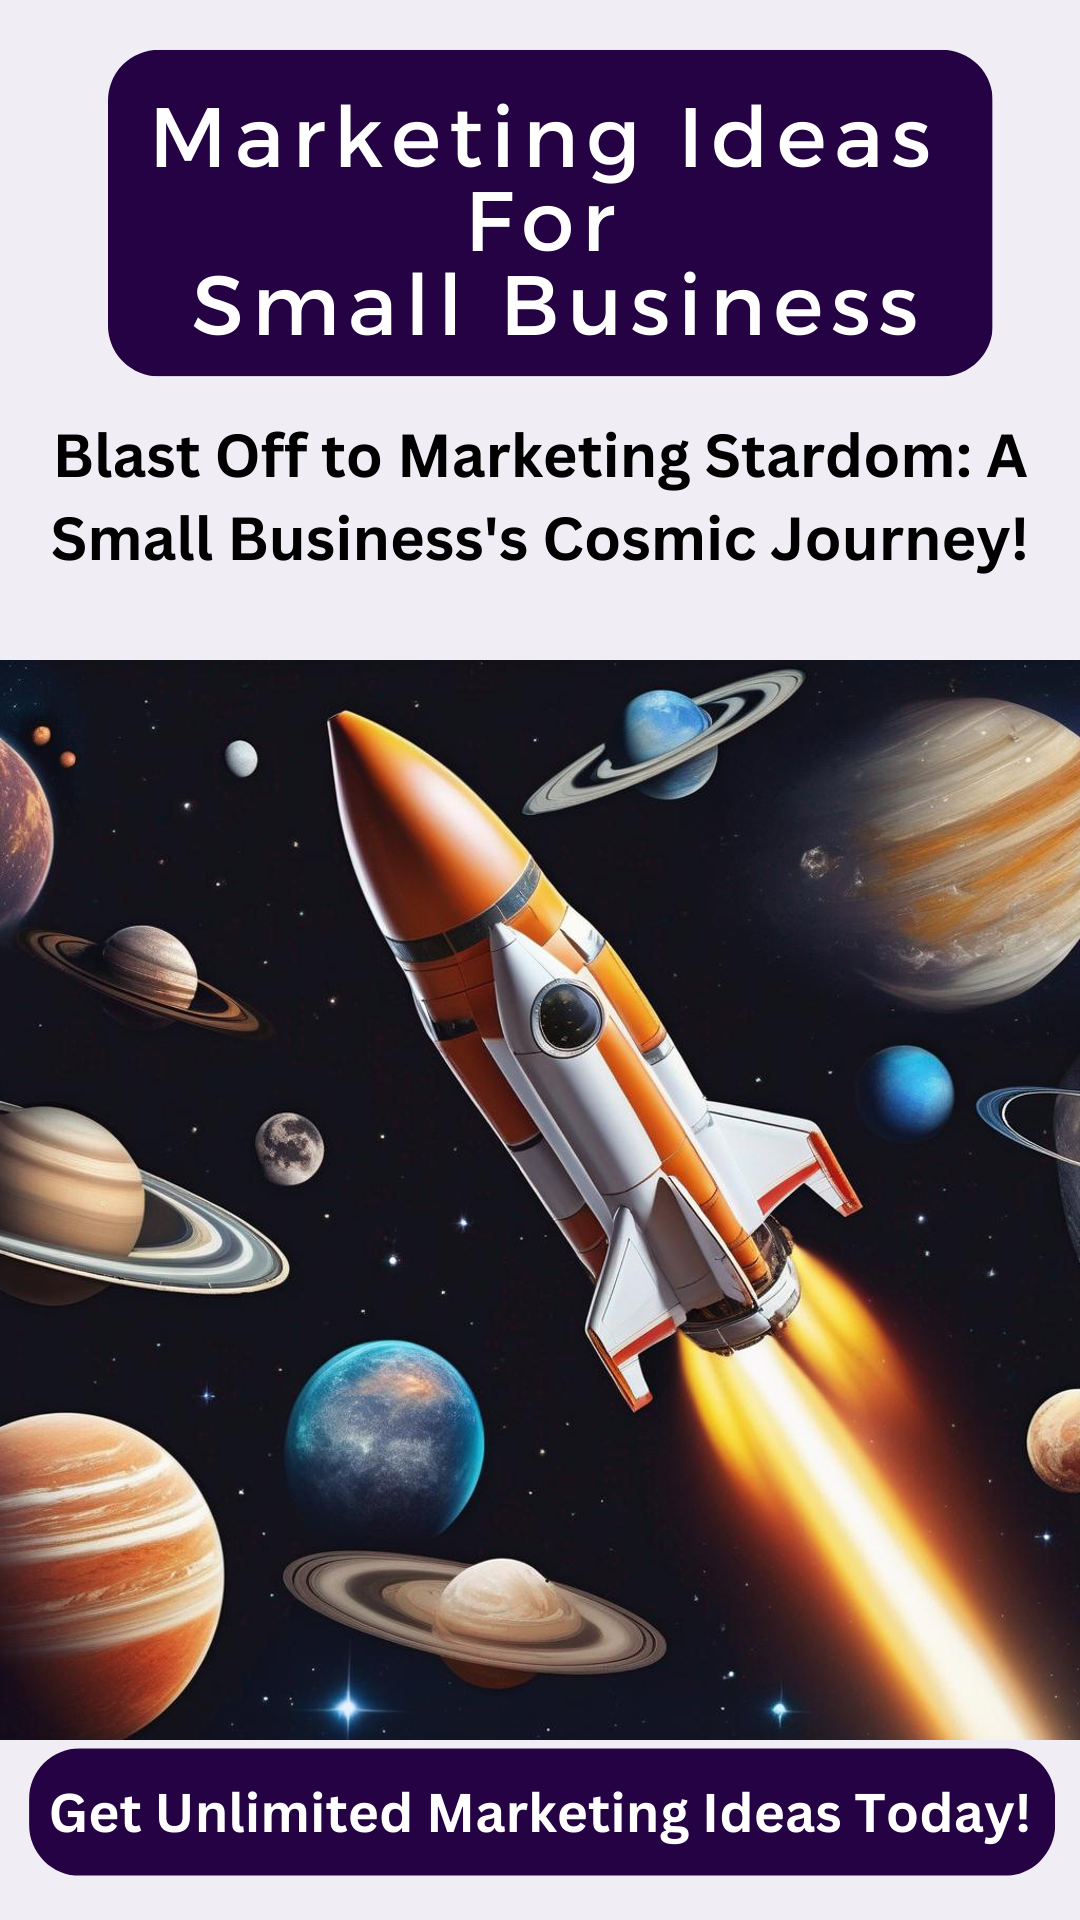 Marketing Ideas
For
Small Business
Blast Off to Marketing Stardom: A
Small Business's Cosmic Journey!
Get Unlimited Marketing Ideas Today!